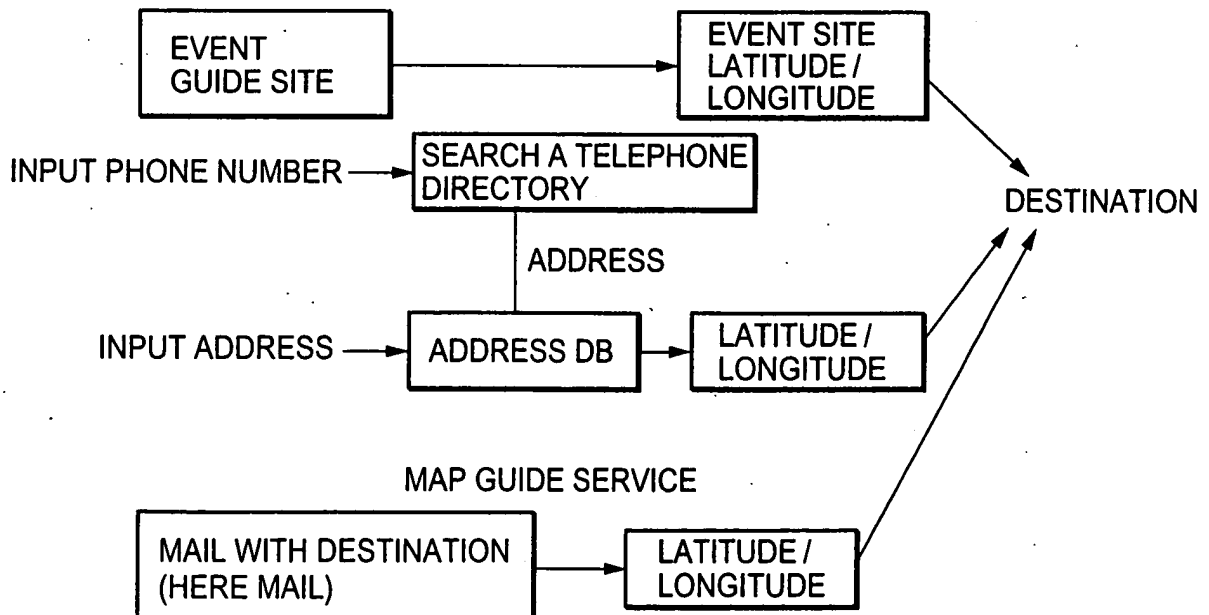 EVENT
GUIDE SITE
EVENT SITE
LATITUDE /
LONGITUDE
INPUT PHONE NUMBER
SEARCH A TELEPHONE
DIRECTORY
DESTINATION
ADDRESS
INPUT ADDRESS
ADDRESS DB
LATITUDE /
LONGITUDE
MAP GUIDE SERVICE
MAIL WITH DESTINATION
(HERE MAIL)
LATITUDE /
LONGITUDE